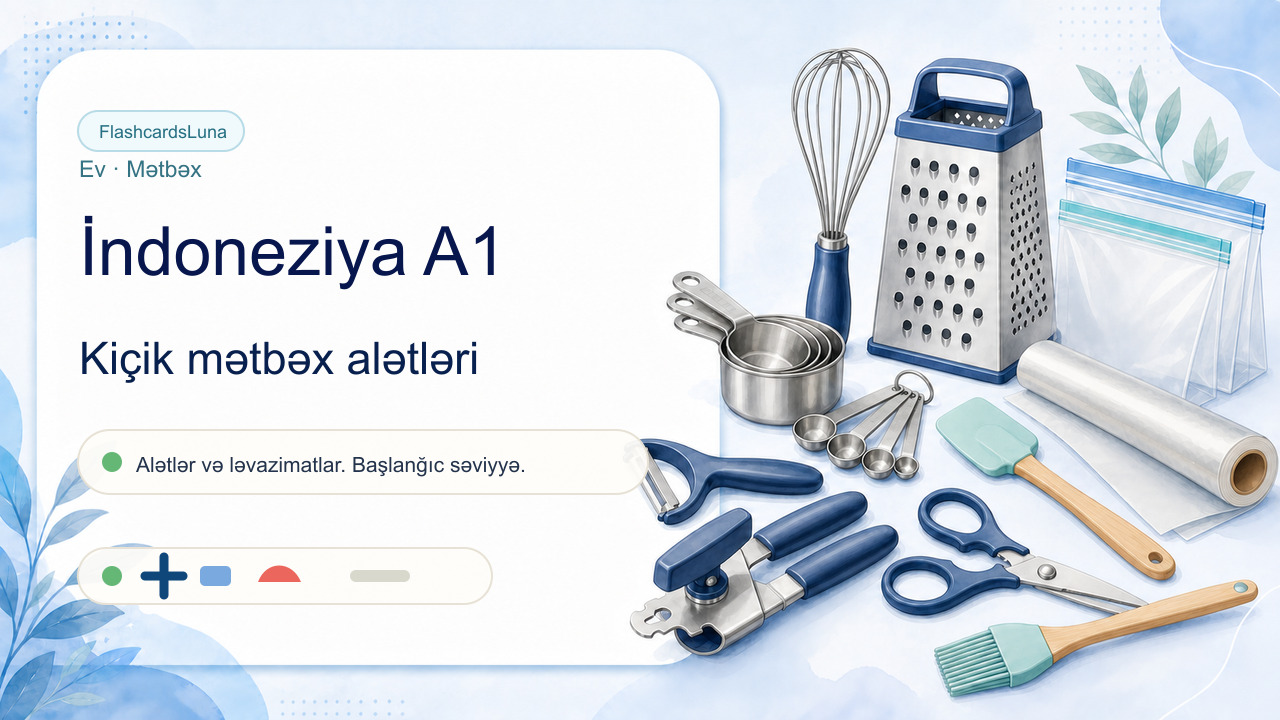 FlashcardsLuna
Ev · Mətbəx
İndoneziya A1
Kiçik mətbəx alətləri
Alətlər və ləvazimatlar. Başlanğıc səviyyə.